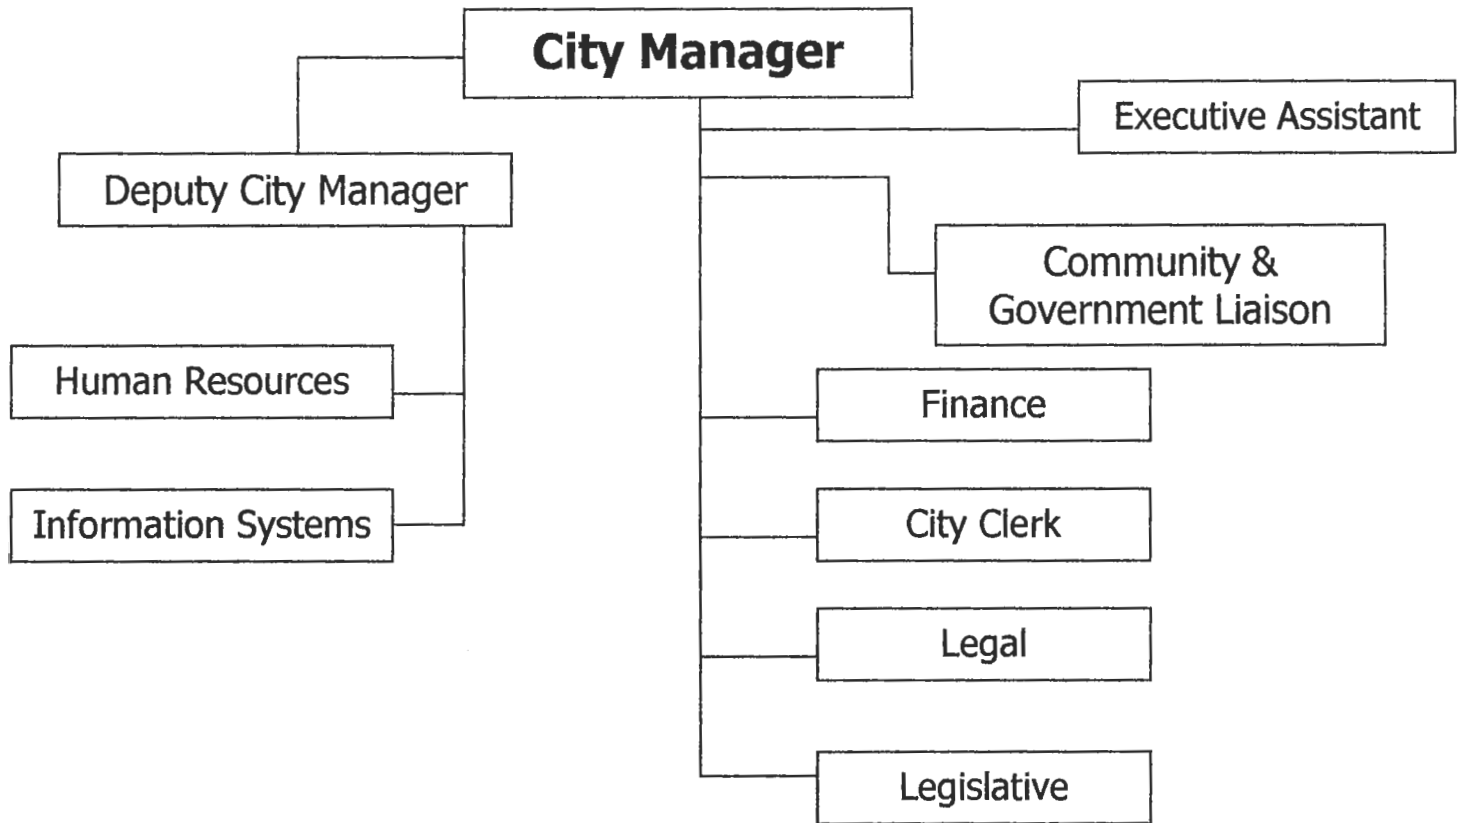 City Manager
Executive Assistant
Deputy City Manager
Community &
Government Liaison
Human Resources
Finance
Information Systems
City Clerk
Legal
Legislative